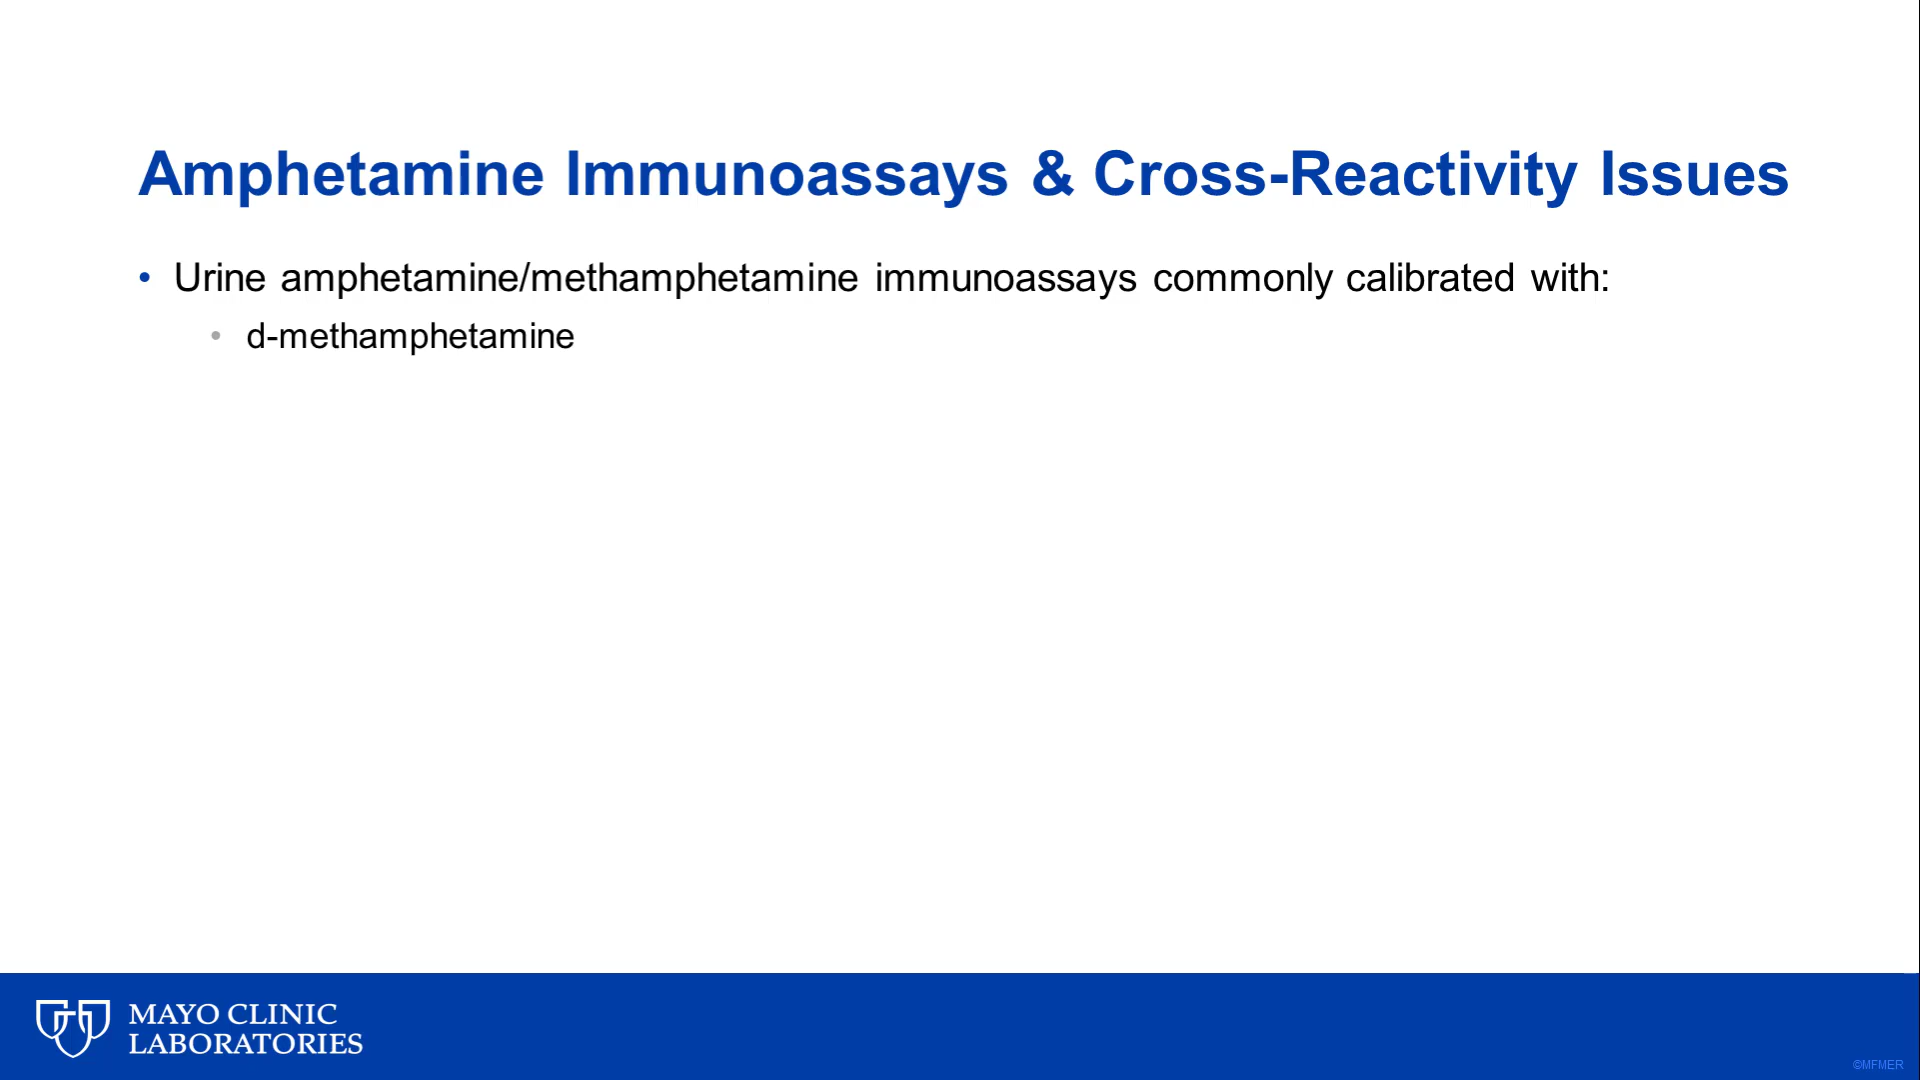 Amphetamine Immunoassays & Cross-Reactivity Issues
• Urine amphetamine/methamphetamine immunoassays commonly calibrated with:
• d-methamphetamine
MAYO CLINIC
LABORATORIES
©MFMER